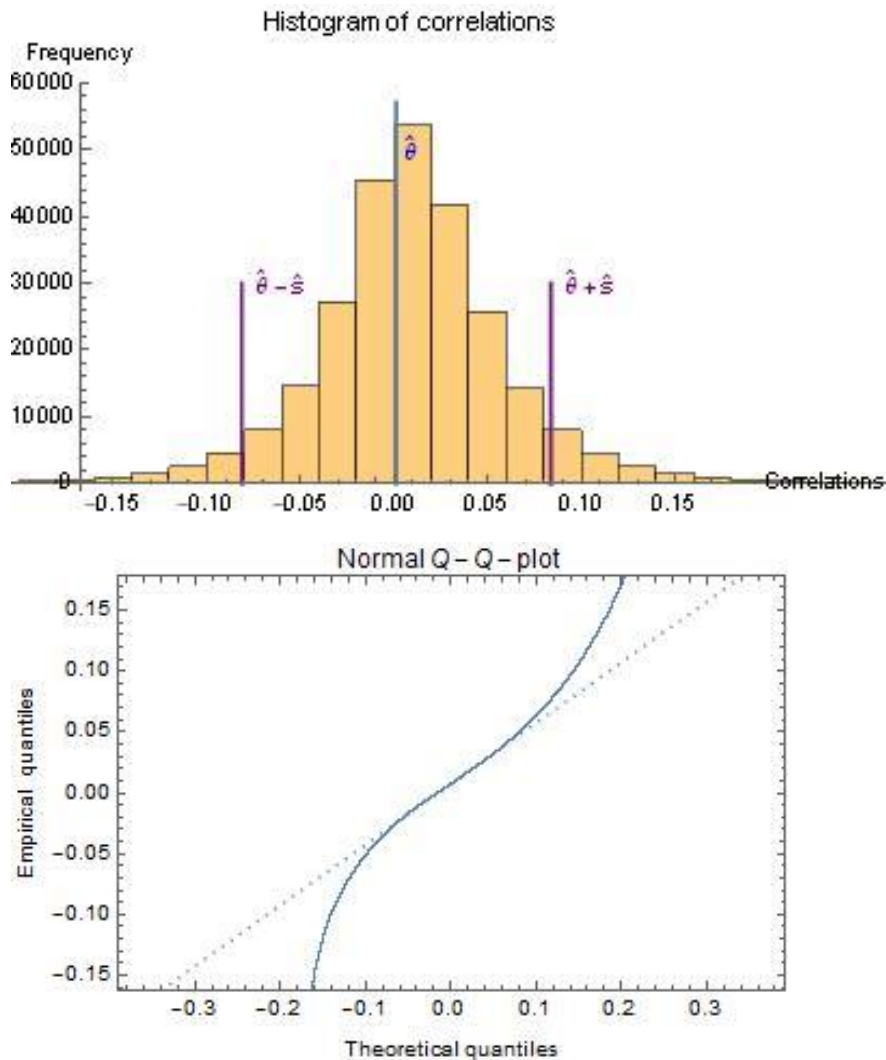 Histogram of correlations
Frequency
60000
50000
40000
30000
20000
10000
0
θ̂
θ̂ − ŝ
θ̂ + ŝ
−0.15 −0.10 −0.05 0.00 0.05 0.10 0.15
Correlations
Normal Q − Q − plot
0.15
0.10
0.05
0.00
−0.05
−0.10
−0.15
Empirical quantiles
−0.3 −0.2 −0.1 0.0 0.1 0.2 0.3
Theoretical quantiles